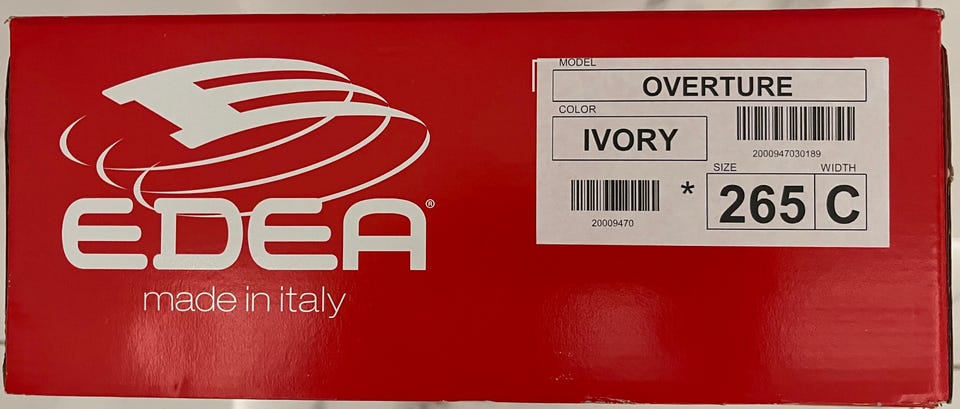 EDEA®
made in italy
MODEL
OVERTURE
COLOR
IVORY
2000947030189
20009470
*
SIZE
WIDTH
265
C